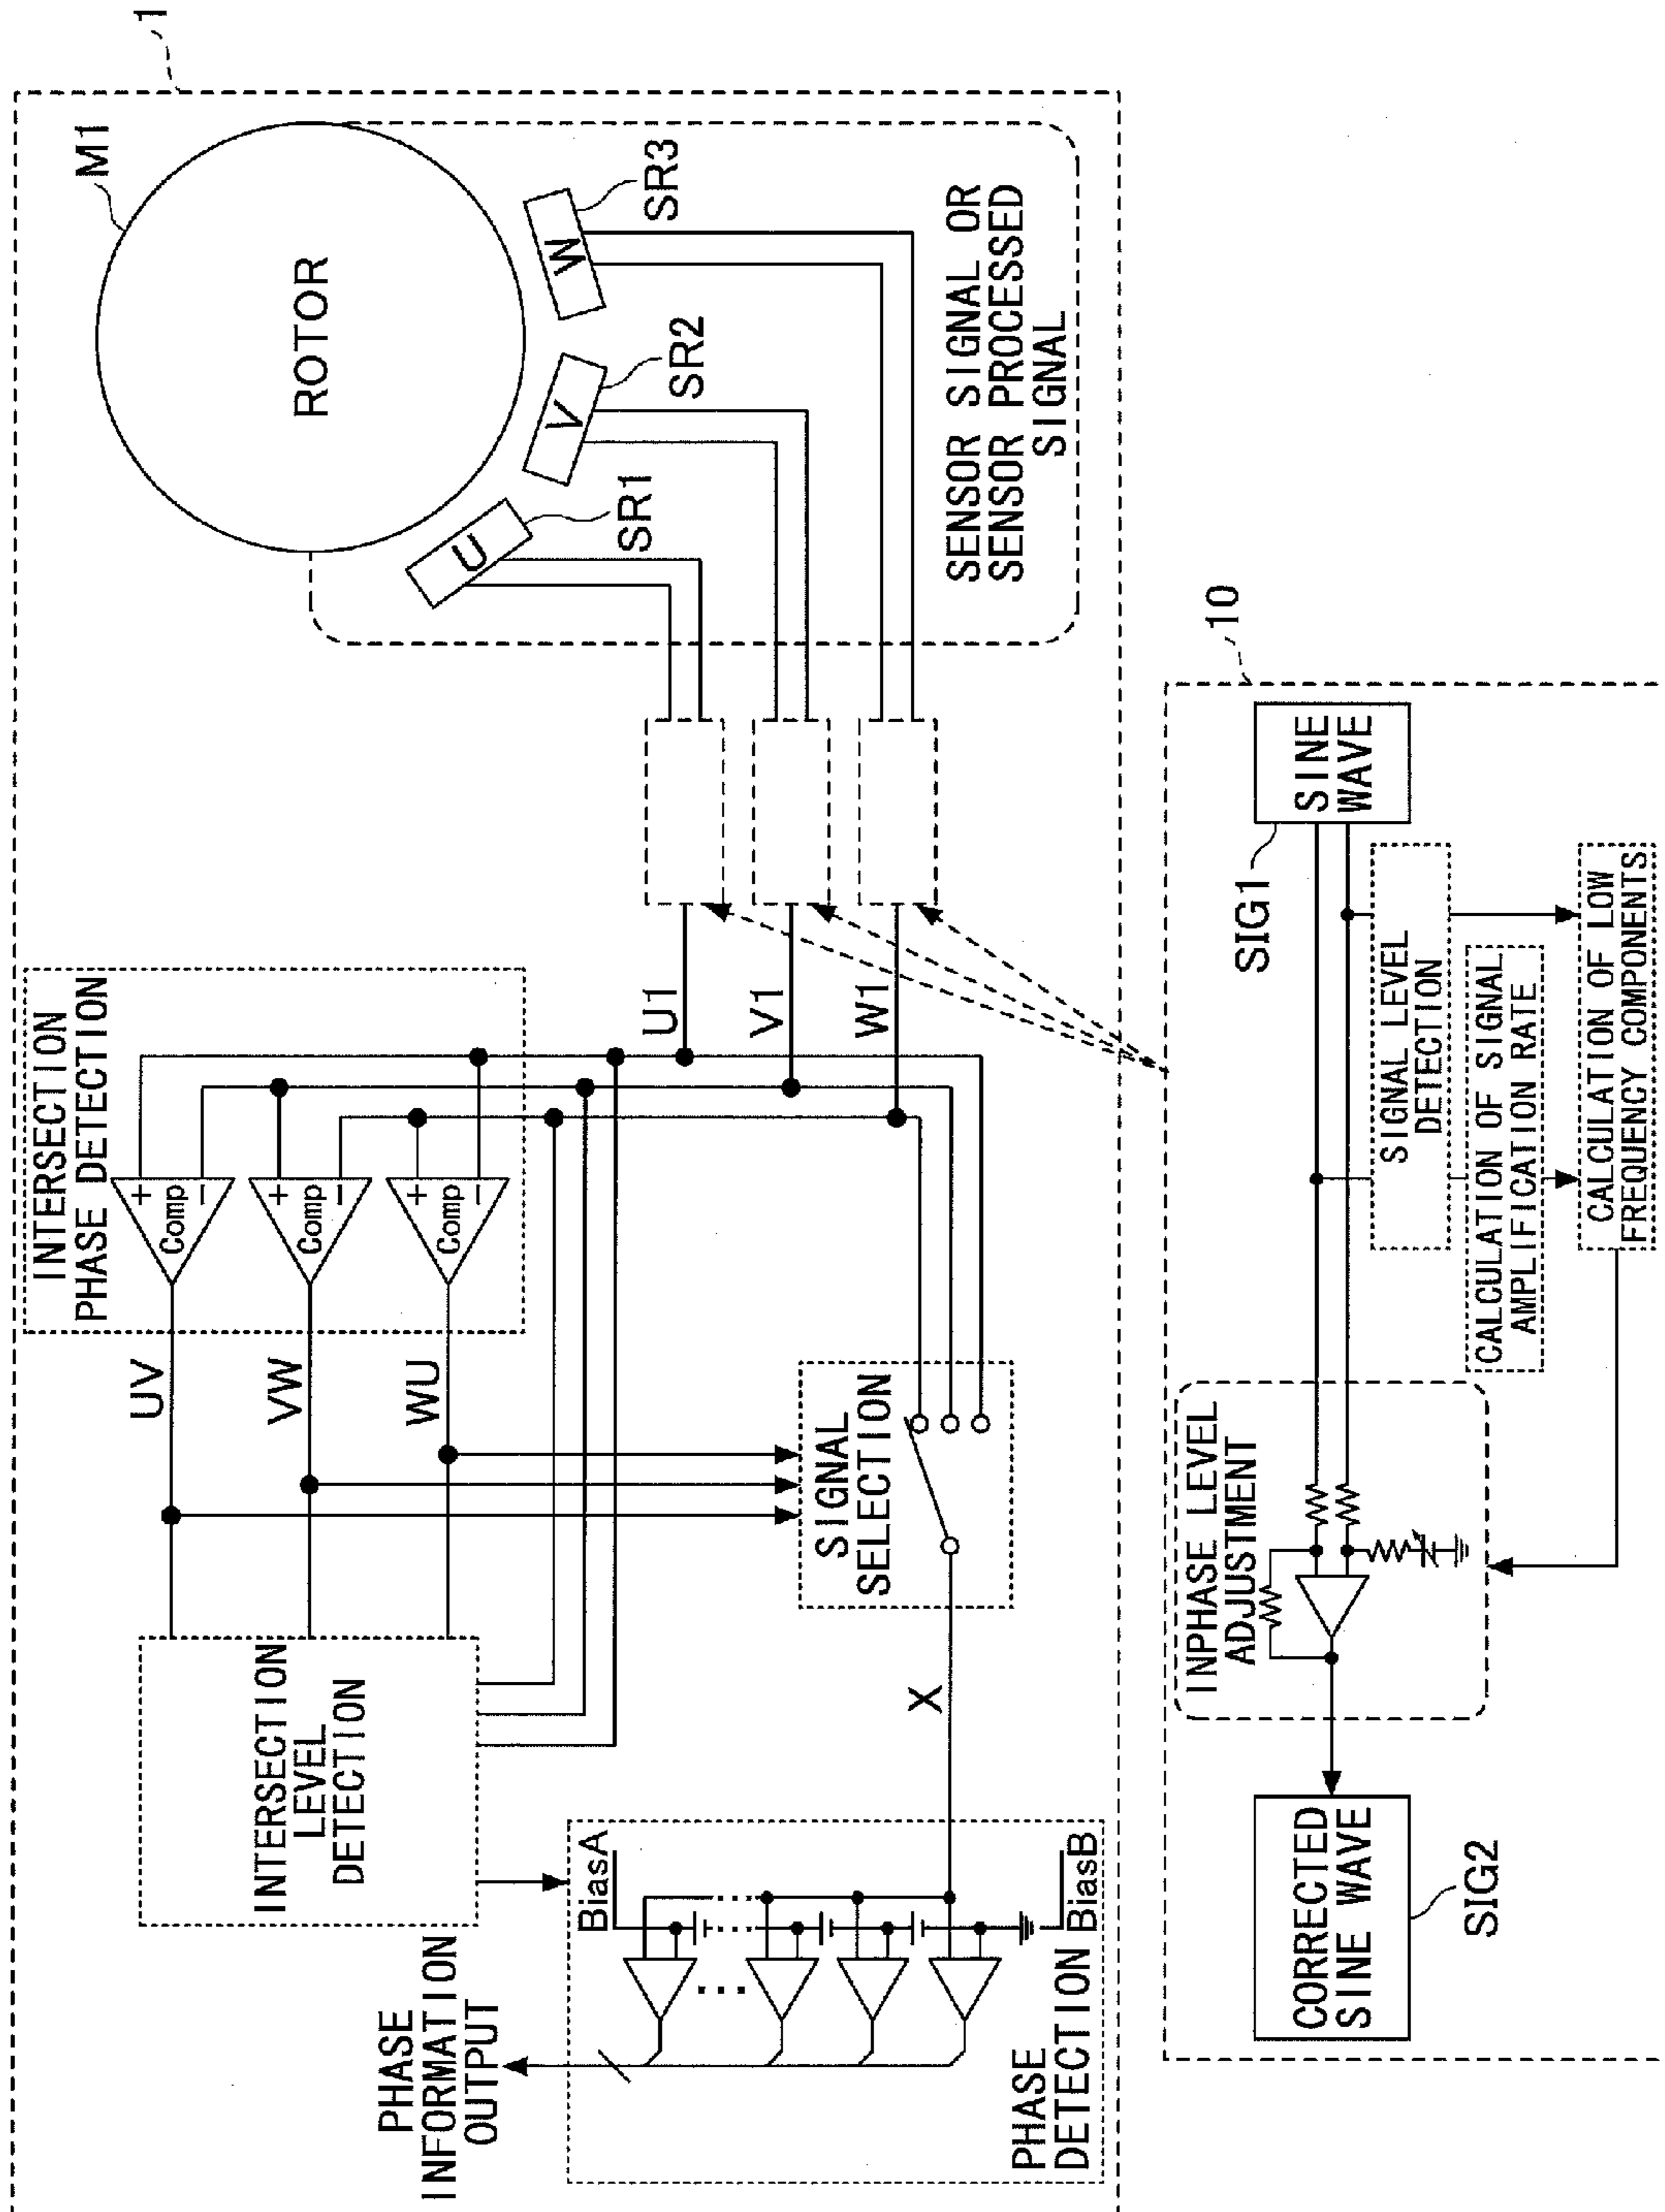 1
M1
ROTOR
U
V
W
SR1
SR2
SR3
SENSOR SIGNAL OR
SENSOR PROCESSED
SIGNAL
INTERSECTION
PHASE DETECTION
+
−
Comp
+
−
Comp
+
−
Comp
U1
V1
W1
UV
VW
WU
INTERSECTION
LEVEL
DETECTION
SIGNAL
SELECTION
X
BiasA
BiasB
PHASE
DETECTION
PHASE
INFORMATION
OUTPUT
10
SINE
WAVE
SIG1
SIGNAL LEVEL
DETECTION
CALCULATION OF SIGNAL
AMPLIFICATION RATE
CALCULATION OF LOW
FREQUENCY COMPONENTS
INPHASE LEVEL
ADJUSTMENT
CORRECTED
SINE WAVE
SIG2